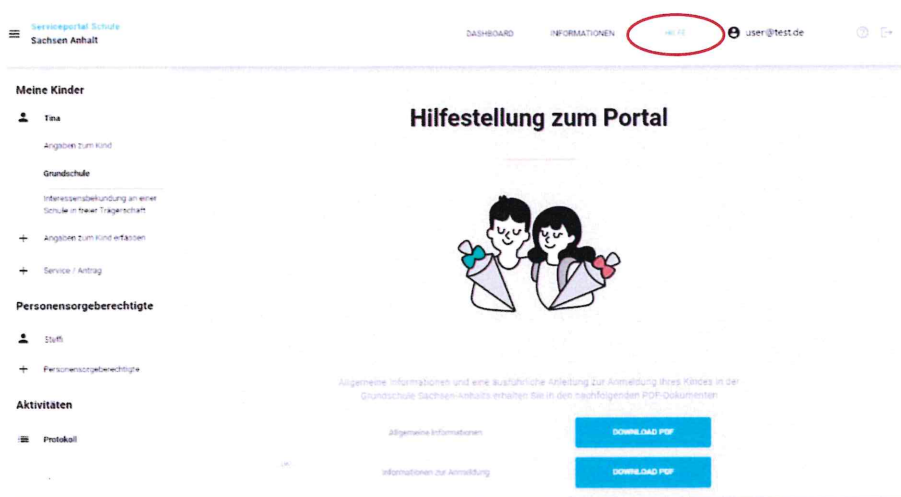 Serviceportal Schule
Sachsen Anhalt
DASHBOARD
INFORMATIONEN
HILFE
user@test.de
Meine Kinder
Tina
Angaben zum Kind
Grundschule
Interessensbekundung an einer
Schule in freier Trägerschaft
Angaben zum Kind erfassen
Service / Antrag
Personensorgeberechtigte
Steffi
Personensorgeberechtigte
Aktivitäten
Protokoll
Hilfestellung zum Portal
Allgemeine Informationen und eine ausführliche Anleitung zur Anmeldung Ihres Kindes in der
Grundschule Sachsen-Anhalts erhalten Sie in den nachfolgenden PDF-Dokumenten
Allgemeine Informationen
DOWNLOAD PDF
Informationen zur Anmeldung
DOWNLOAD PDF